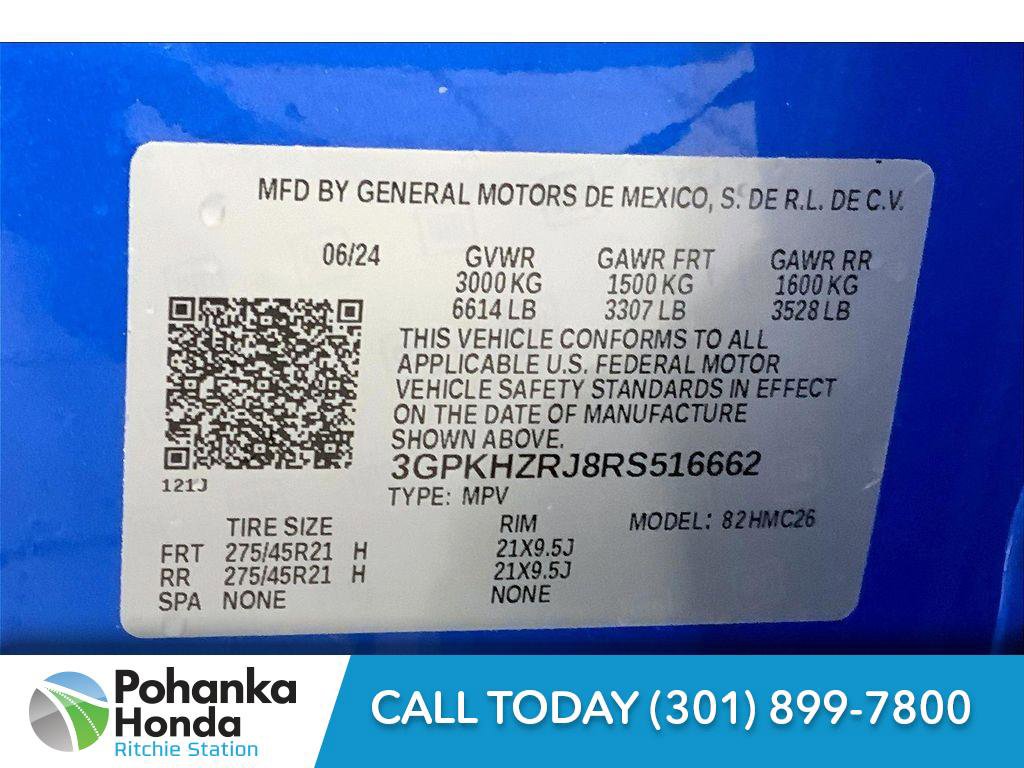 MFD BY GENERAL MOTORS DE MEXICO, S. DE R.L. DE C.V.
06/24 GVWR GAWR FRT GAWR RR
3000 KG 1500 KG 1600 KG
6614 LB 3307 LB 3528 LB
THIS VEHICLE CONFORMS TO ALL
APPLICABLE U.S. FEDERAL MOTOR
VEHICLE SAFETY STANDARDS IN EFFECT
ON THE DATE OF MANUFACTURE
SHOWN ABOVE.
3GPKHZRJ8RS516662
121J
TYPE: MPV
TIRE SIZE RIM MODEL: 82HMC26
FRT 275/45R21 H 21X9.5J
RR 275/45R21 H 21X9.5J
SPA NONE NONE
Pohanka
Honda
Ritchie Station
CALL TODAY (301) 899-7800